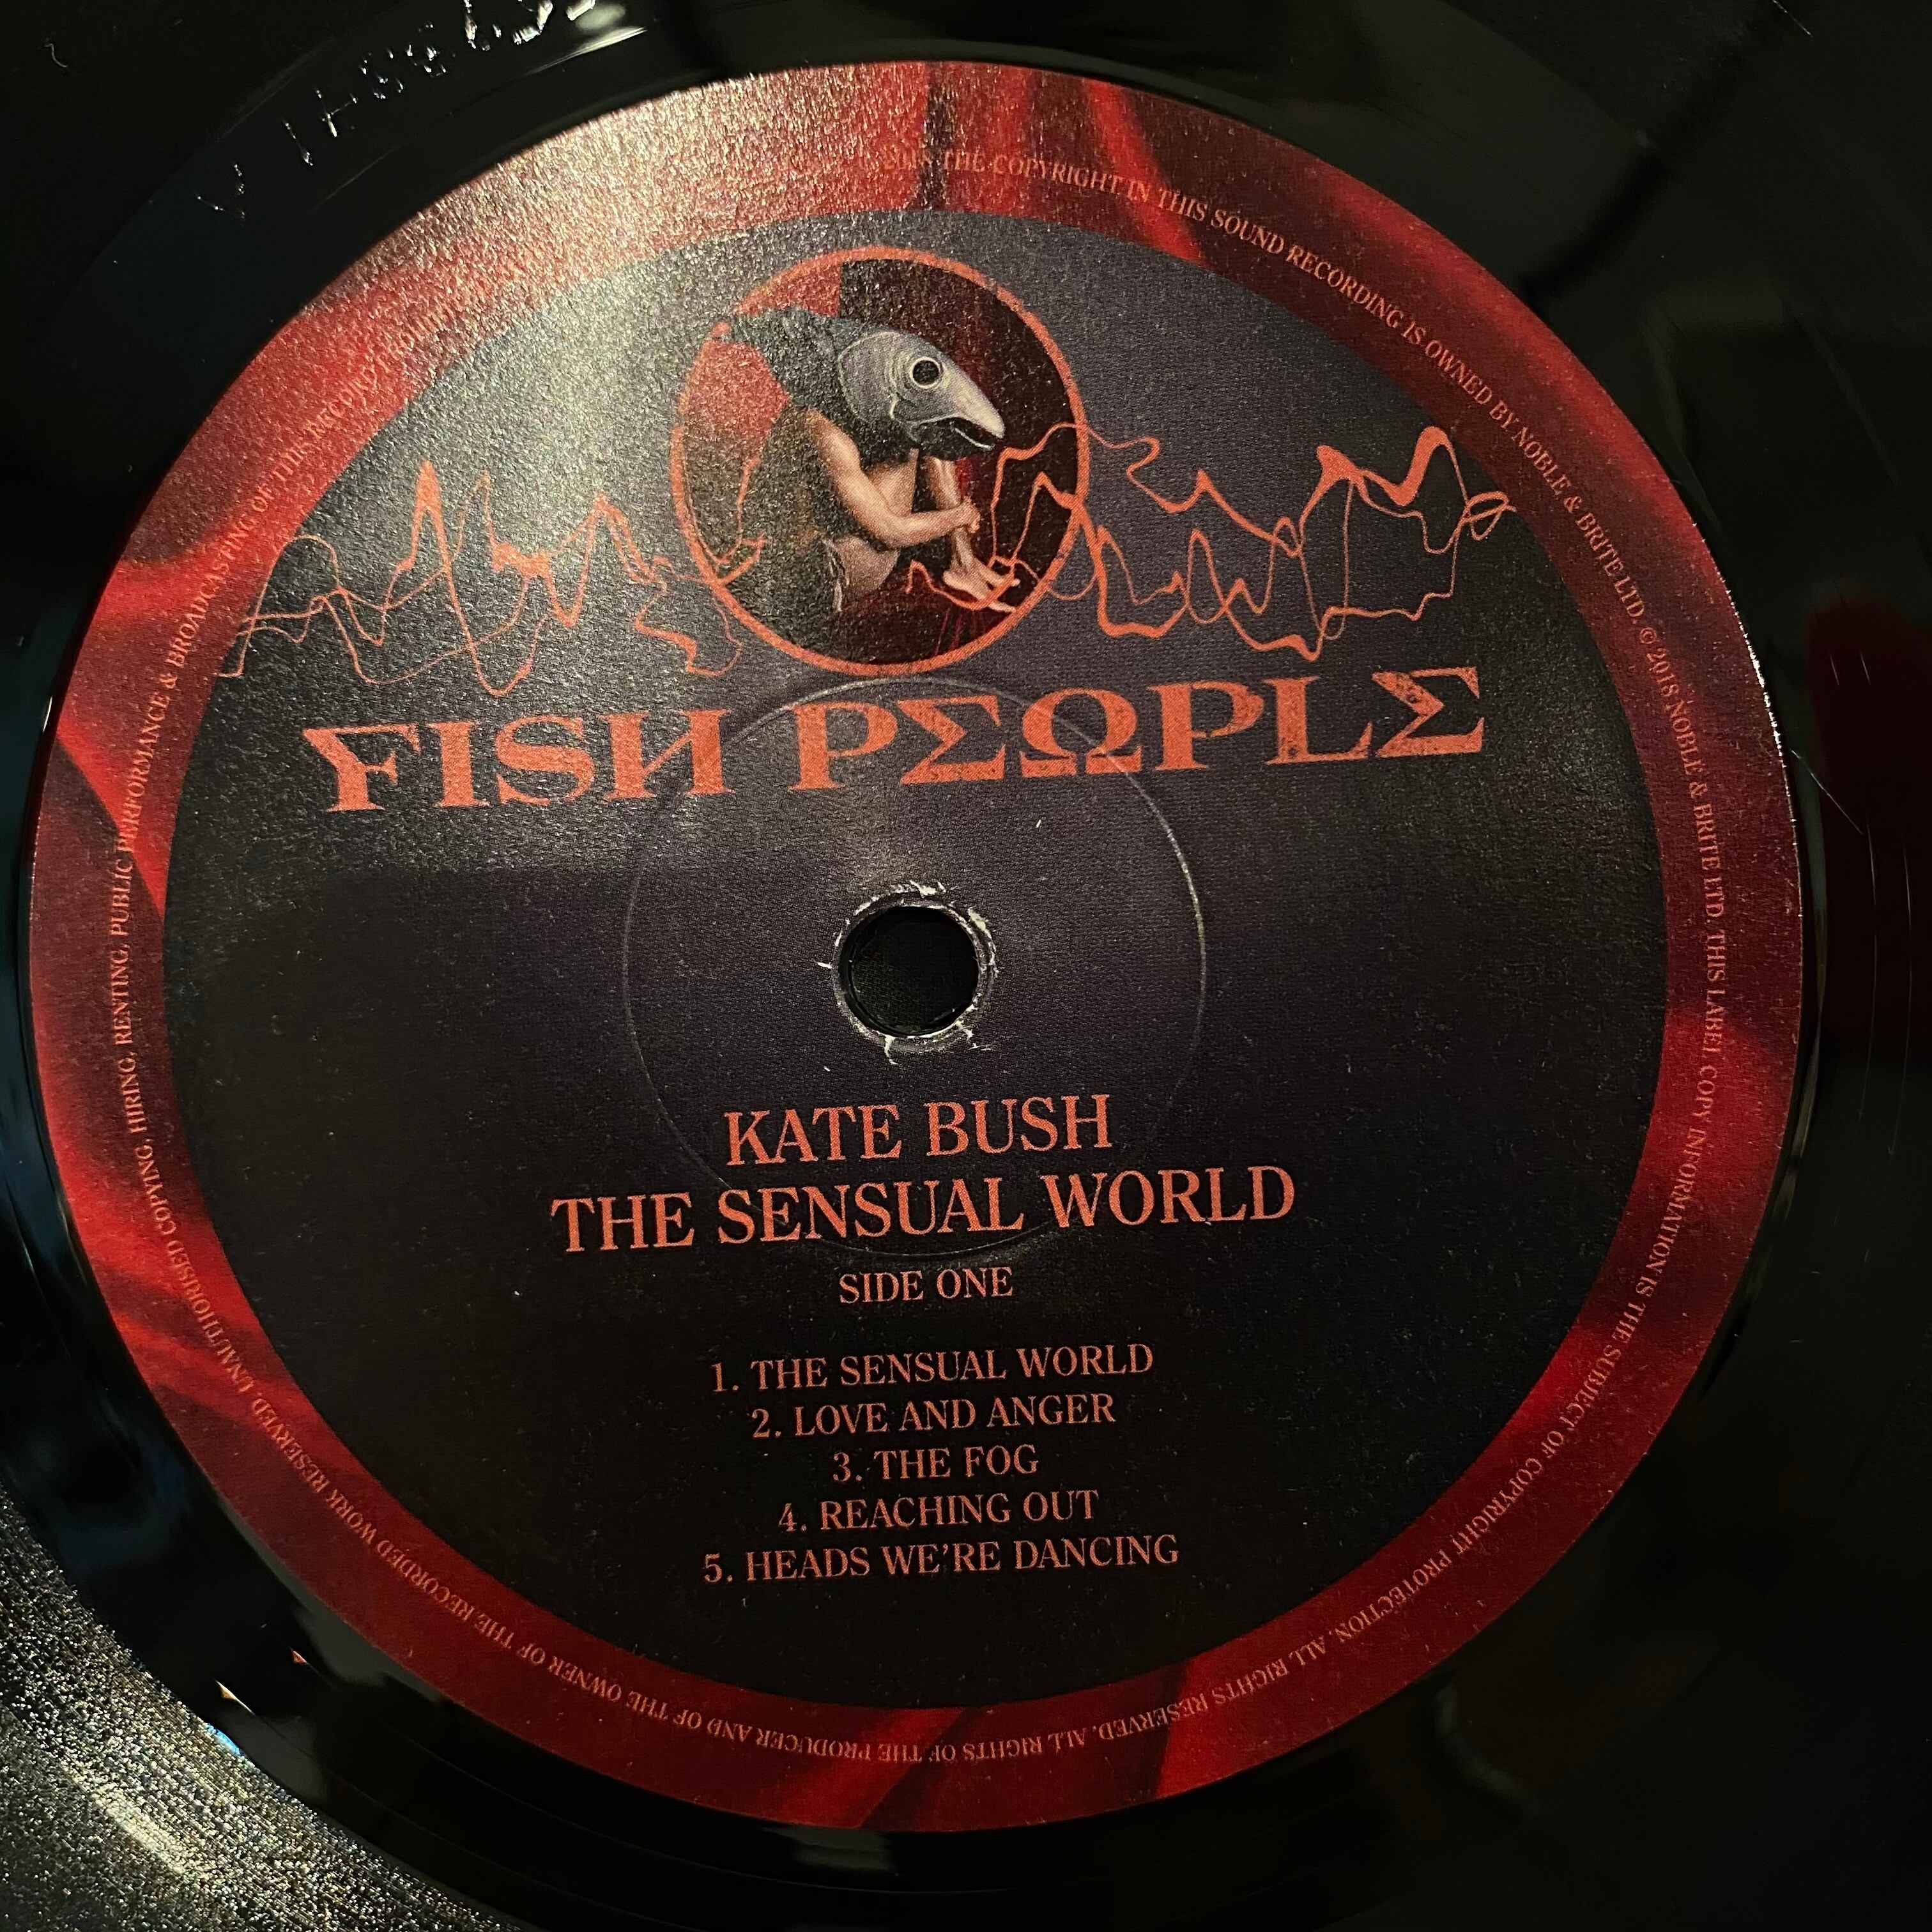 FISH PEOPLE
KATE BUSH
THE SENSUAL WORLD
SIDE ONE
1. THE SENSUAL WORLD
2. LOVE AND ANGER
3. THE FOG
4. REACHING OUT
5. HEADS WE'RE DANCING
THE COPYRIGHT IN THIS SOUND RECORDING IS OWNED BY NOBLE & BRITE LTD. © 2018 NOBLE & BRITE LTD. THIS LABEL COPY INFORMATION IS THE SUBJECT OF COPYRIGHT PROTECTION. ALL RIGHTS RESERVED. ALL RIGHTS OF THE PRODUCER AND OF THE OWNER OF THE RECORDED WORK RESERVED. UNAUTHORISED COPYING, HIRING, RENTING, PUBLIC PERFORMANCE & BROADCASTING OF THIS RECORD